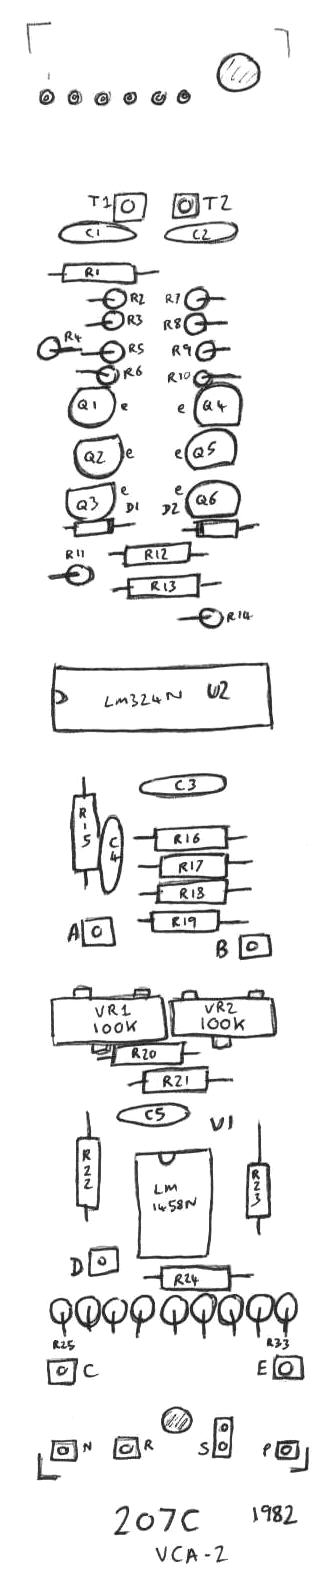 T1 T2
C1 C2
R1
R2 R7
R3 R8
R4 R5 R9
R6 R10
Q1 e e Q4
Q2 e e Q5
Q3 e e Q6
D1 D2
R11 R12
R13
R14
LM324N U2
C3
R15 C4 R16
R17
R18
R19
A B
VR1 VR2
100K 100K
R20
R21
C5 U1
R22 LM R23
1458N
D
R24
R25 R33
C E
N R S P
207C 1982
VCA-2